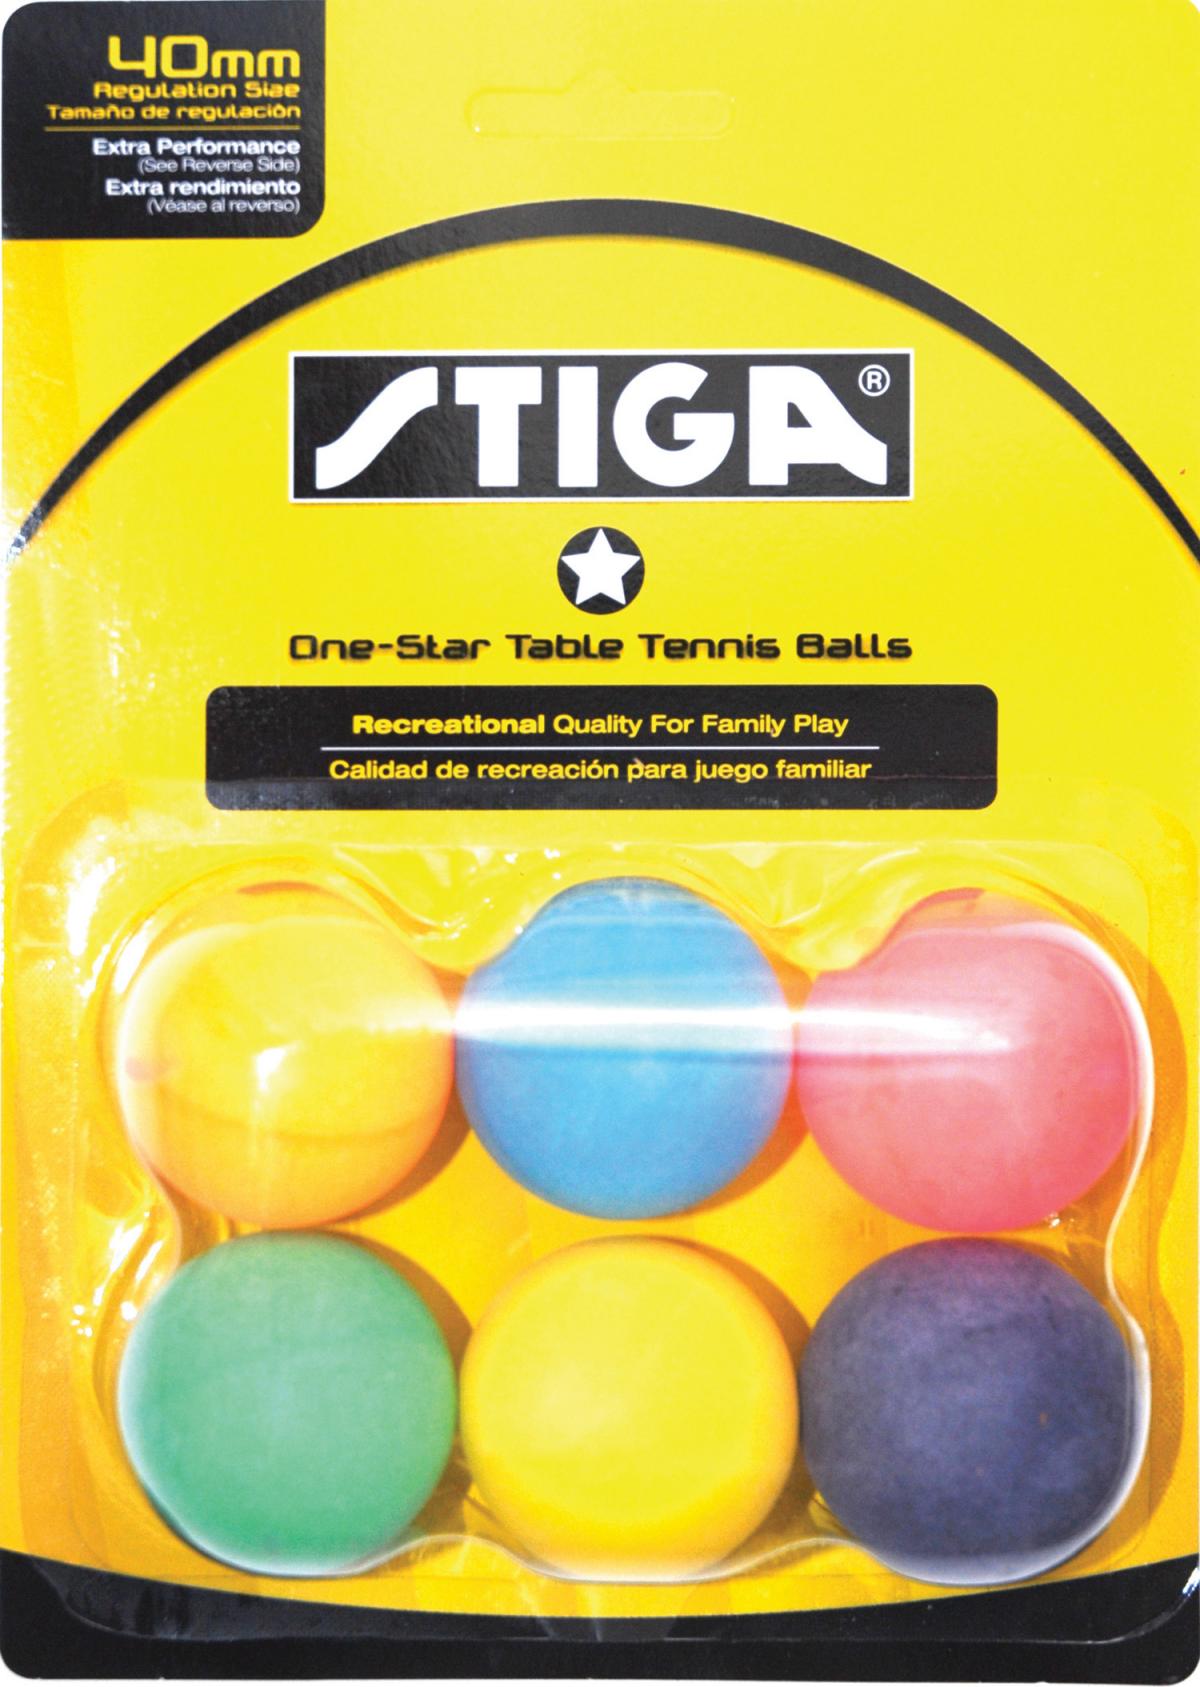 40mm
Regulation Size
Tamaño de regulación
Extra Performance
(See Reverse Side)
Extra rendimiento
(Véase al reverso)
STIGA®
One-Star Table Tennis Balls
Recreational Quality For Family Play
Calidad de recreación para juego familiar